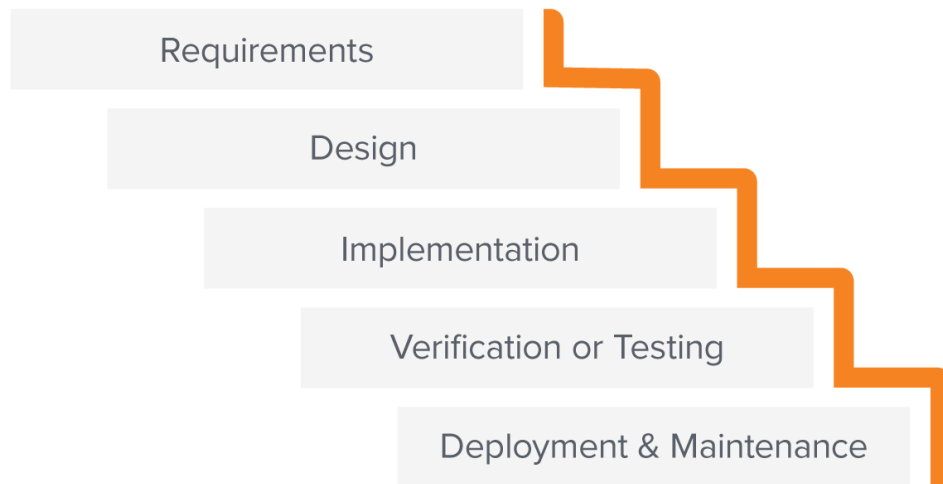 Requirements
Design
Implementation
Verification or Testing
Deployment & Maintenance